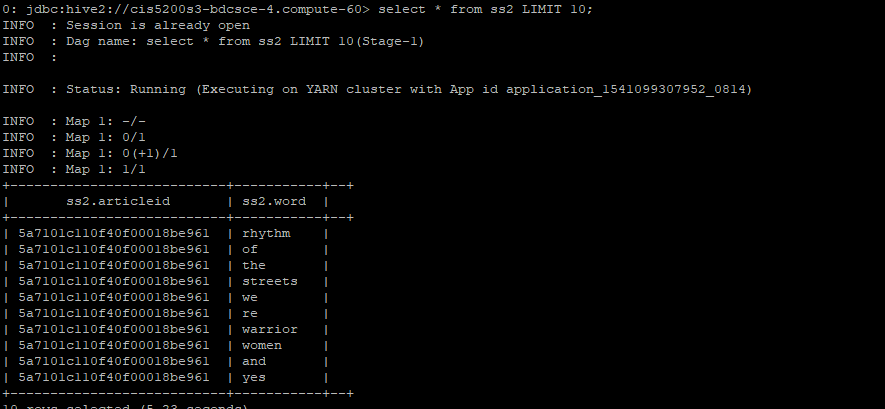 0: jdbc:hive2://cis5200s3-bdcsce-4.compute-60> select * from ss2 LIMIT 10;
INFO  : Session is already open
INFO  : Dag name: select * from ss2 LIMIT 10(Stage-1)
INFO  :
INFO  : Status: Running (Executing on YARN cluster with App id application_1541099307952_0814)
INFO  : Map 1: -/-
INFO  : Map 1: 0/1
INFO  : Map 1: 0(+1)/1
INFO  : Map 1: 1/1
+---------------------------+-----------+--+
|       ss2.articleid       | ss2.word  |
+---------------------------+-----------+--+
| 5a7101c110f40f00018be961  | rhythm    |
| 5a7101c110f40f00018be961  | of        |
| 5a7101c110f40f00018be961  | the       |
| 5a7101c110f40f00018be961  | streets   |
| 5a7101c110f40f00018be961  | we        |
| 5a7101c110f40f00018be961  | re        |
| 5a7101c110f40f00018be961  | warrior   |
| 5a7101c110f40f00018be961  | women     |
| 5a7101c110f40f00018be961  | and       |
| 5a7101c110f40f00018be961  | yes       |
+---------------------------+-----------+--+
10 rows selected (5.23 seconds)